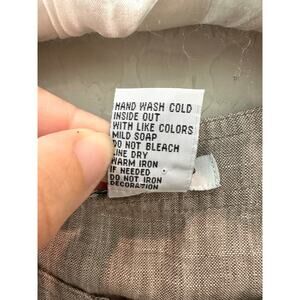 HAND WASH COLD
INSIDE OUT
WITH LIKE COLORS
MILD SOAP
DO NOT BLEACH
LINE DRY
WARM IRON
IF NEEDED
DO NOT IRON
DECORATION